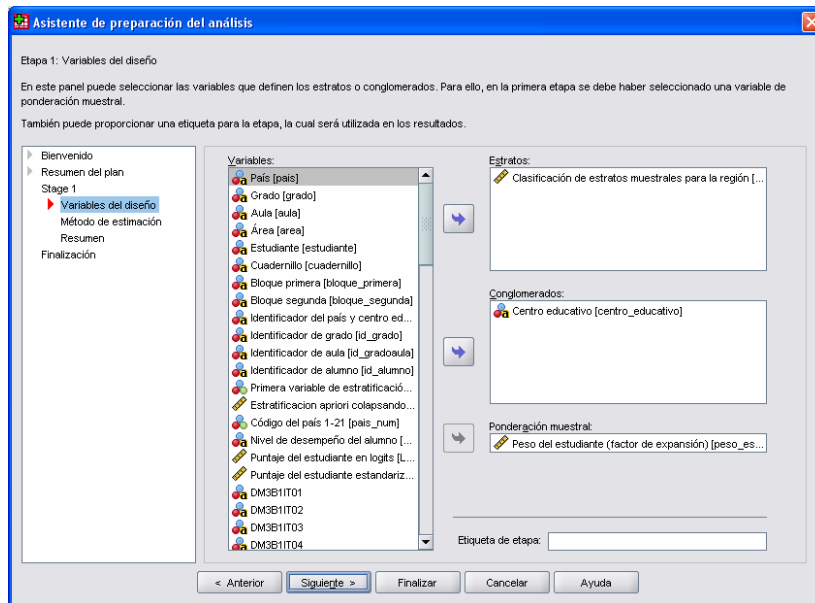 Asistente de preparación del análisis
Etapa 1: Variables del diseño
En este panel puede seleccionar las variables que definen los estratos o conglomerados. Para ello, en la primera etapa se debe haber seleccionado una variable de
ponderación muestral.
También puede proporcionar una etiqueta para la etapa, la cual será utilizada en los resultados.
Bienvenido
Resumen del plan
Stage 1
Variables del diseño
Método de estimación
Resumen
Finalización
Variables:
País [pais]
Grado [grado]
Aula [aula]
Área [area]
Estudiante [estudiante]
Cuadernillo [cuadernillo]
Bloque primera [bloque_primera]
Bloque segunda [bloque_segunda]
Identificador del país y centro ed...
Identificador de grado [id_grado]
Identificador de aula [id_gradoaula]
Identificador de alumno [id_alumno]
Primera variable de estratificació...
Estratificacion apriori colapsando...
Código del país 1-21 [pais_num]
Nivel de desempeño del alumno [...
Puntaje del estudiante en logits [L...
Puntaje del estudiante estandariz...
DM3B1IT01
DM3B1IT02
DM3B1IT03
DM3B1IT04
Estratos:
Clasificación de estratos muestrales para la región [...
Conglomerados:
Centro educativo [centro_educativo]
Ponderación muestral:
Peso del estudiante (factor de expansión) [peso_es...
Etiqueta de etapa:
< Anterior
Siguiente >
Finalizar
Cancelar
Ayuda